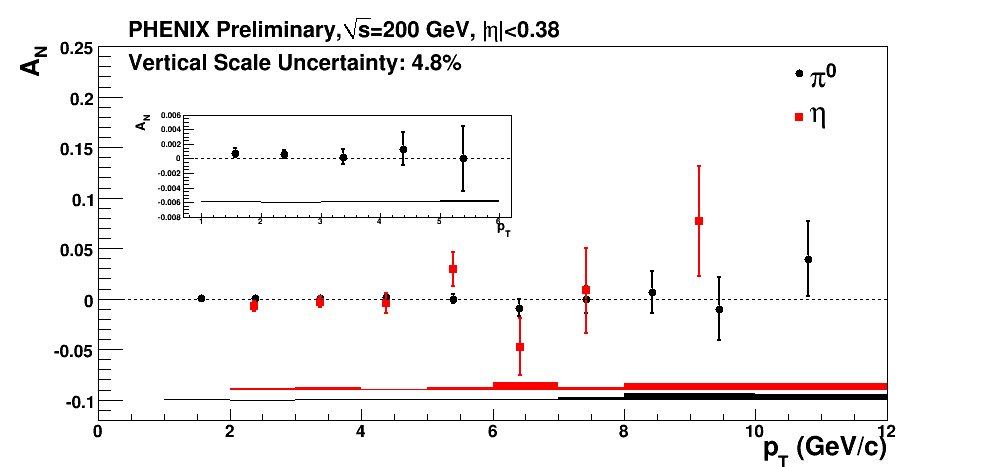 PHENIX Preliminary, √s=200 GeV, |η|<0.38
Vertical Scale Uncertainty: 4.8%
A_N
0.25
0.2
0.15
0.1
0.05
0
-0.05
-0.1
π⁰
η
A_N
0.006
0.004
0.002
0
-0.002
-0.004
-0.006
-0.008
1 2 3 4 5 6
p_T
0 2 4 6 8 10 12
p_T (GeV/c)